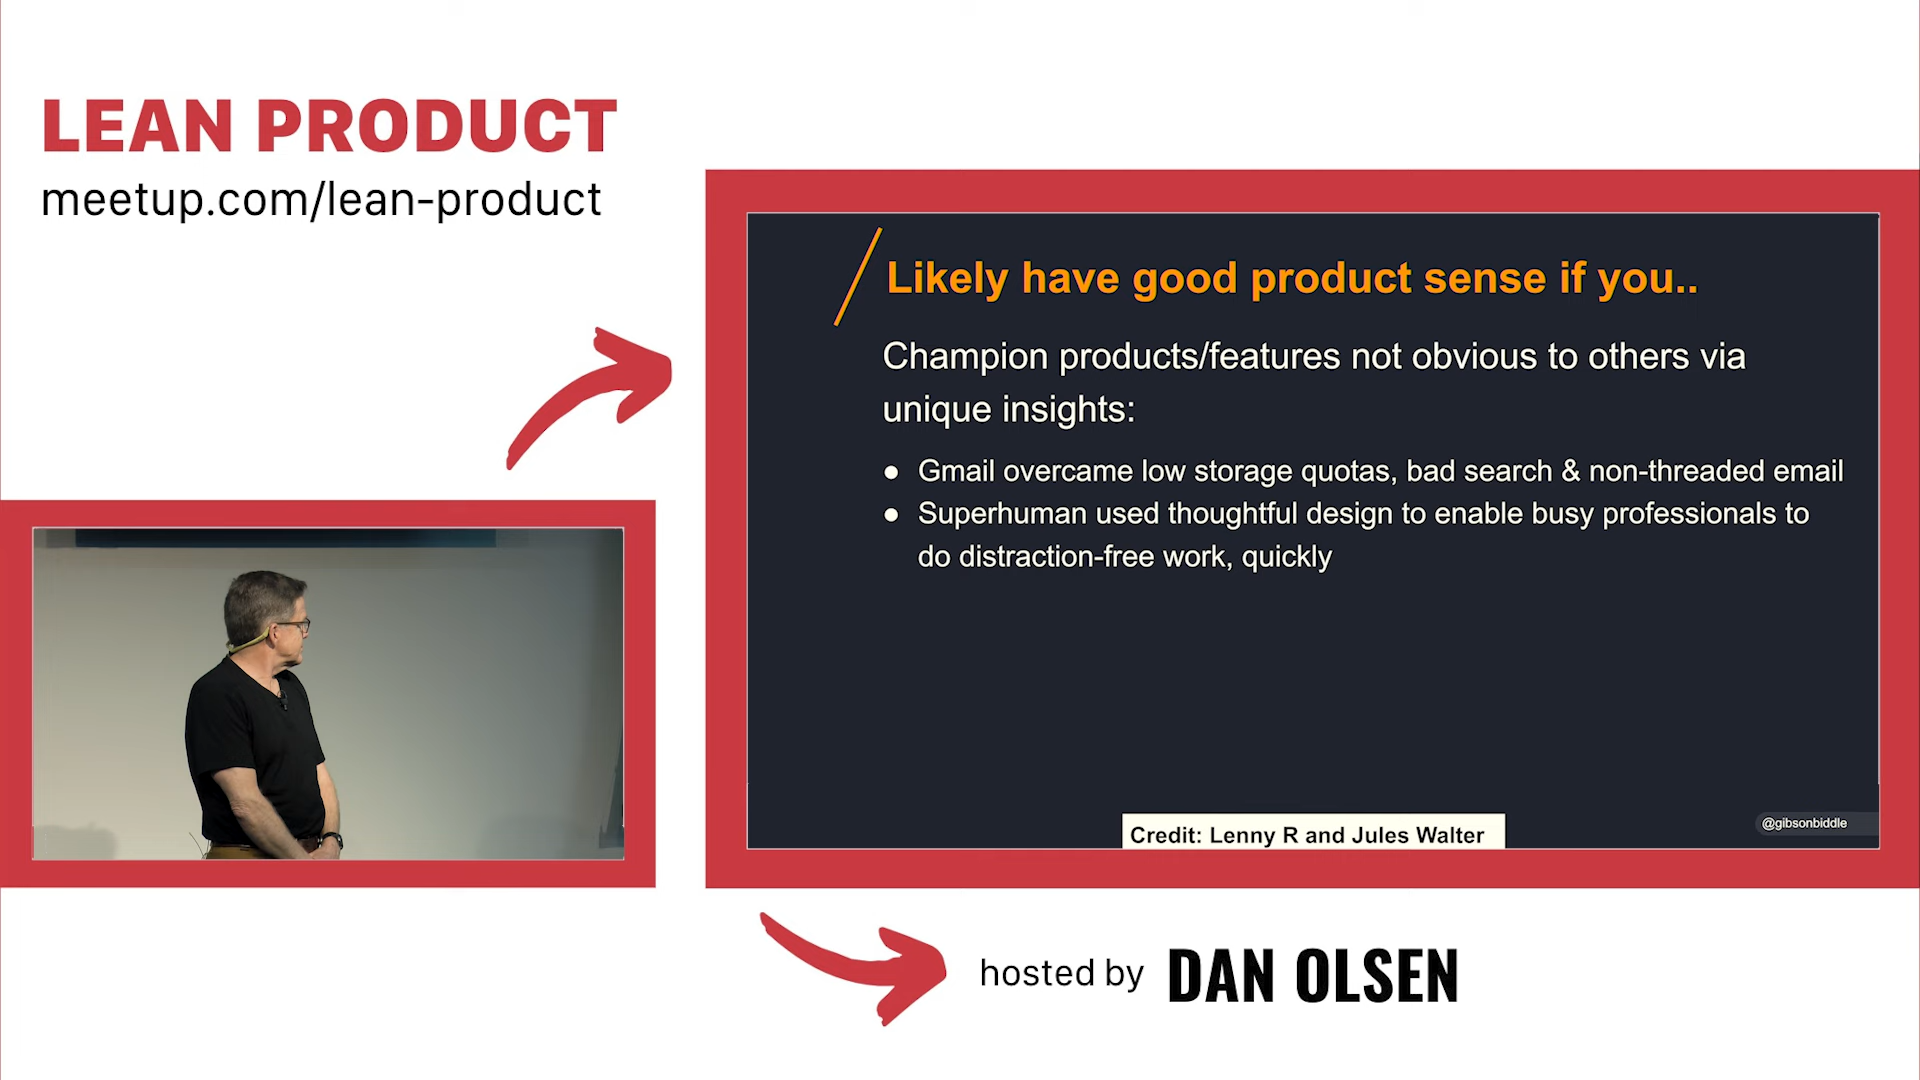 LEAN PRODUCT
meetup.com/lean-product
Likely have good product sense if you..
Champion products/features not obvious to others via
unique insights:
● Gmail overcame low storage quotas, bad search & non-threaded email
● Superhuman used thoughtful design to enable busy professionals to
do distraction-free work, quickly
Credit: Lenny R and Jules Walter
@gibsonbiddle
hosted by DAN OLSEN